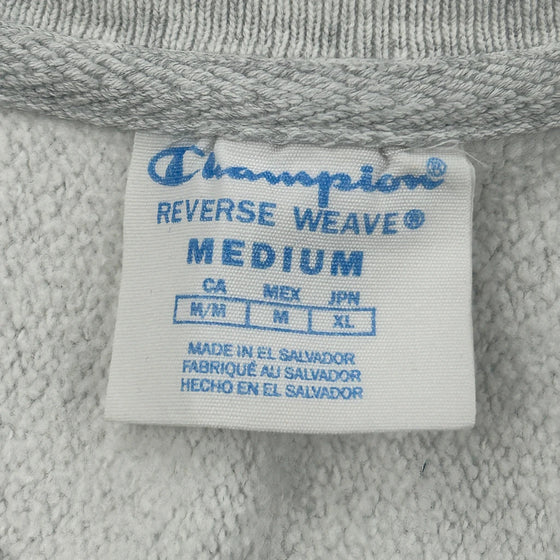 Champion®
REVERSE WEAVE®
MEDIUM
CA MEX JPN
M/M M XL
MADE IN EL SALVADOR
FABRIQUÉ AU SALVADOR
HECHO EN EL SALVADOR